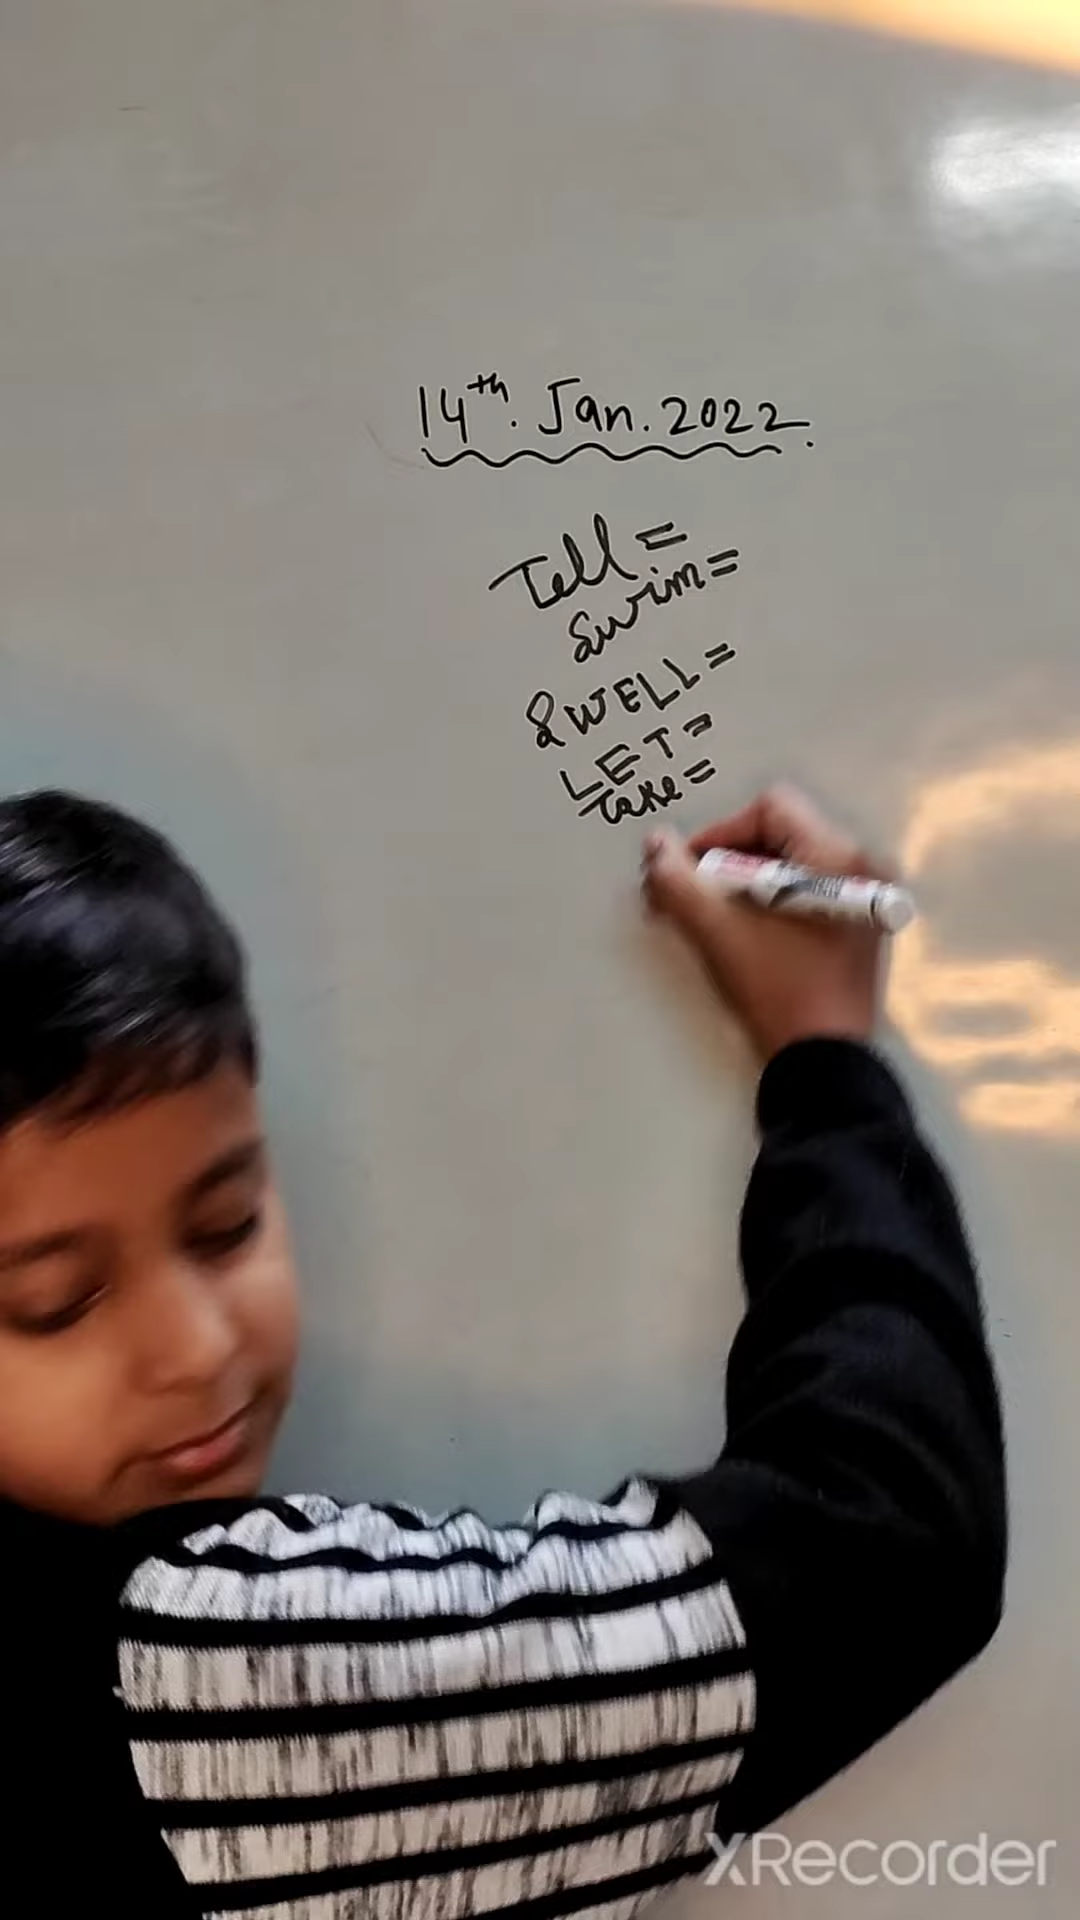 14th. Jan. 2022.
Tell =
Swim =
SWELL =
LET =
Take =
XRecorder